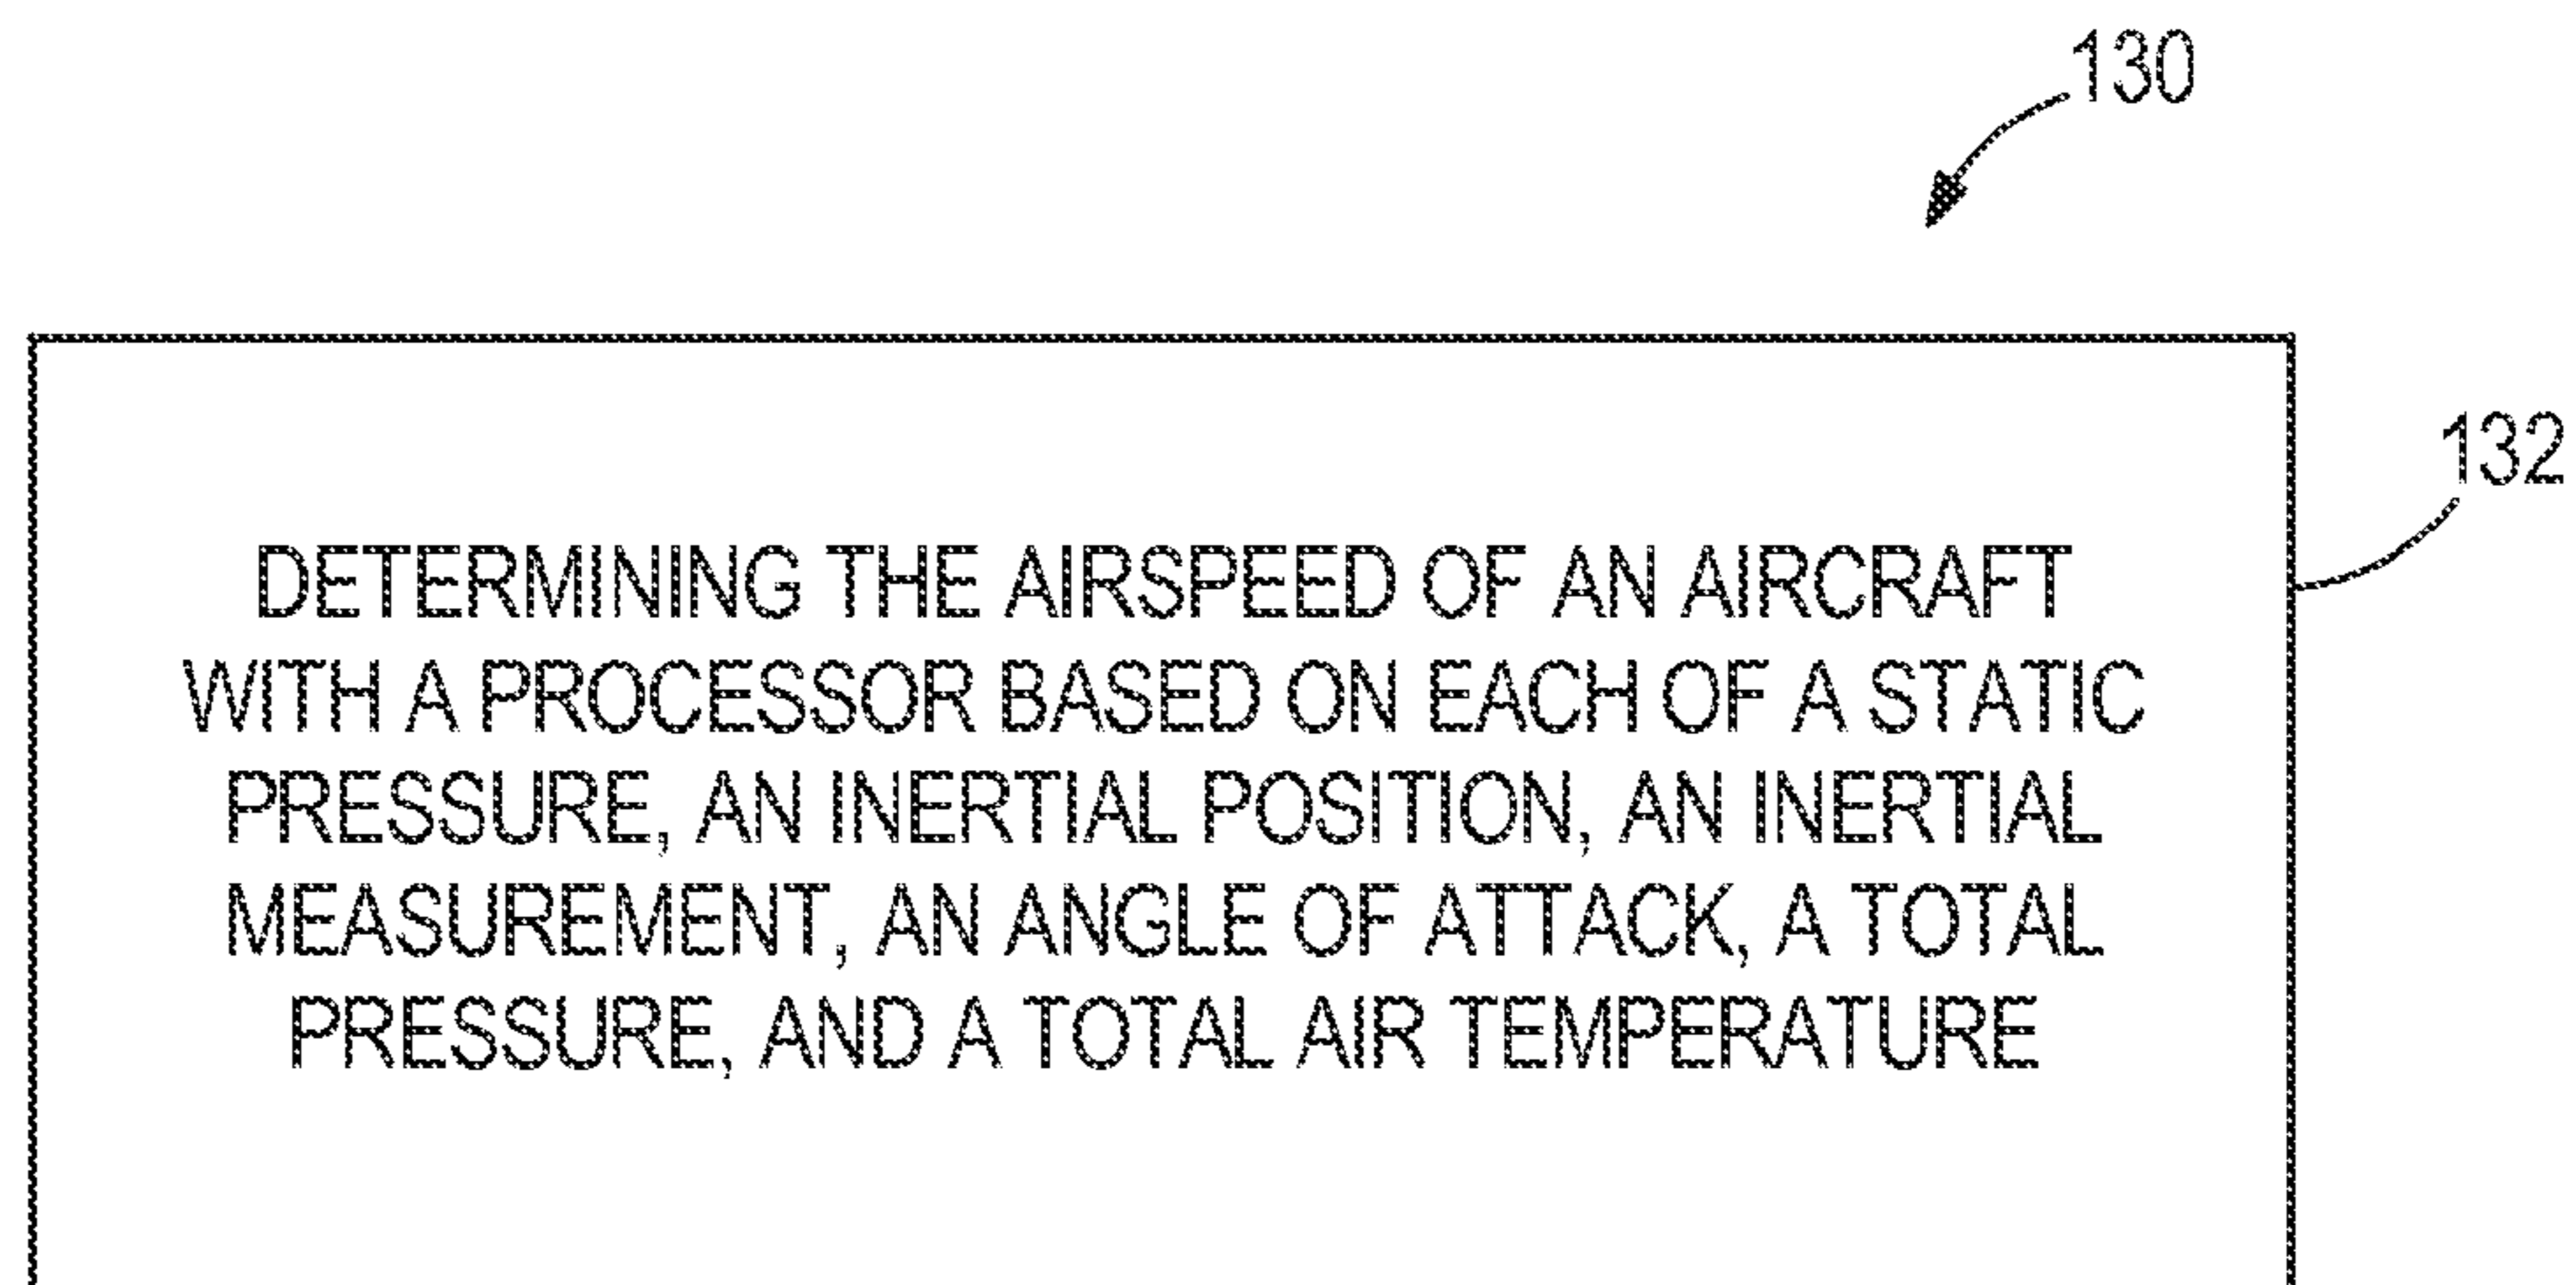 130
132
DETERMINING THE AIRSPEED OF AN AIRCRAFT
WITH A PROCESSOR BASED ON EACH OF A STATIC
PRESSURE, AN INERTIAL POSITION, AN INERTIAL
MEASUREMENT, AN ANGLE OF ATTACK, A TOTAL
PRESSURE, AND A TOTAL AIR TEMPERATURE